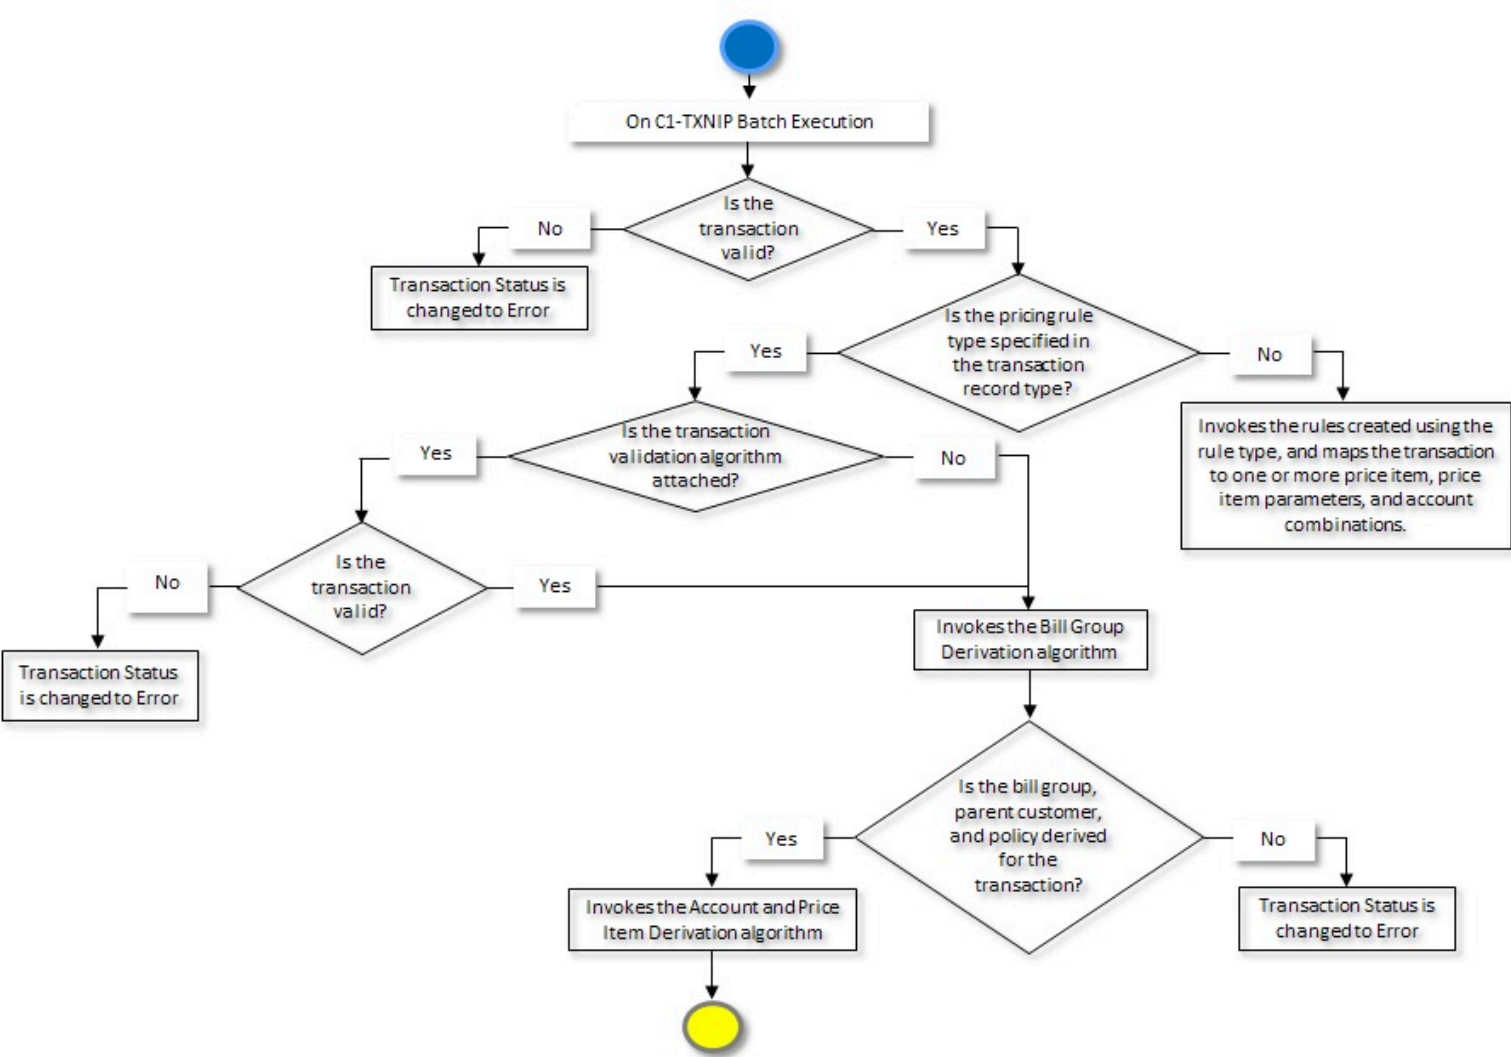 On C1-TXNIP Batch Execution
Is the
transaction
valid?
No
Yes
Transaction Status is
changed to Error
Is the pricing rule
type specified in
the transaction
record type?
Yes
No
Invokes the rules created using the
rule type, and maps the transaction
to one or more price item, price
item parameters, and account
combinations.
Is the transaction
validation algorithm
attached?
Yes
No
Is the
transaction
valid?
No
Yes
Transaction Status
is changed to Error
Invokes the Bill Group
Derivation algorithm
Is the bill group,
parent customer,
and policy derived
for the
transaction?
Yes
No
Invokes the Account and Price
Item Derivation algorithm
Transaction Status is
changed to Error